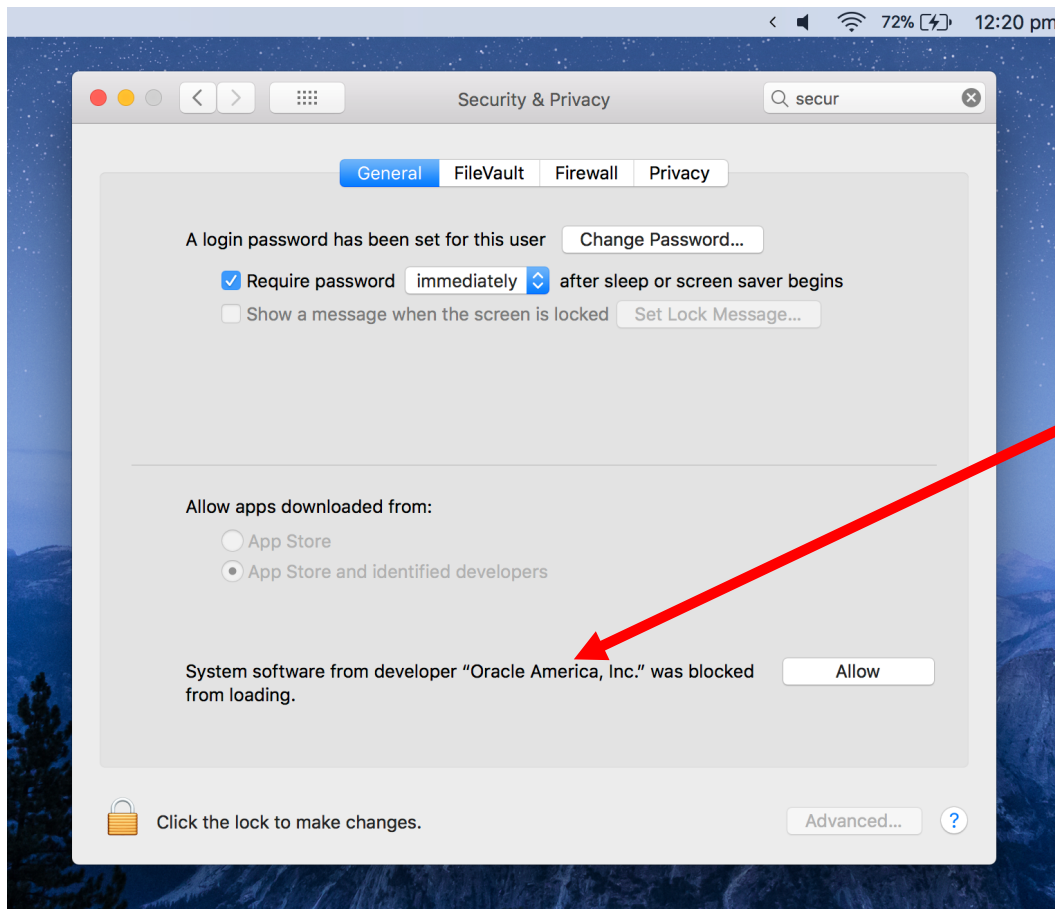 72% 12:20 pm
Security & Privacy
secur
General FileVault Firewall Privacy
A login password has been set for this user Change Password...
Require password immediately after sleep or screen saver begins
Show a message when the screen is locked Set Lock Message...
Allow apps downloaded from:
App Store
App Store and identified developers
System software from developer “Oracle America, Inc.” was blocked Allow
from loading.
Click the lock to make changes. Advanced... ?